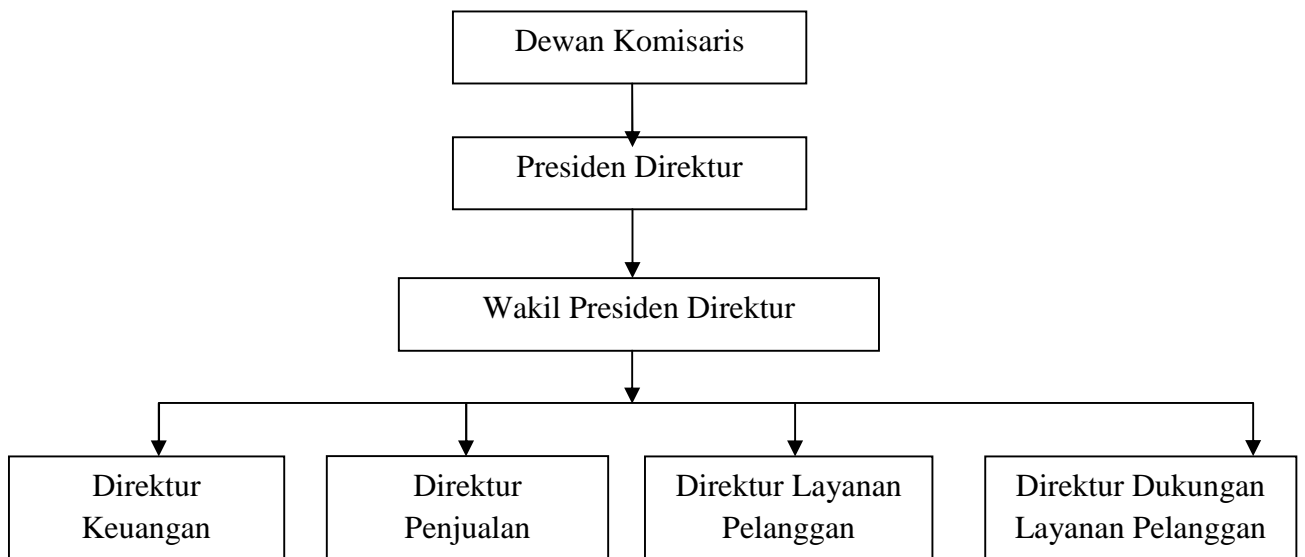 Dewan Komisaris
Presiden Direktur
Wakil Presiden Direktur
Direktur
Keuangan
Direktur
Penjualan
Direktur Layanan
Pelanggan
Direktur Dukungan
Layanan Pelanggan